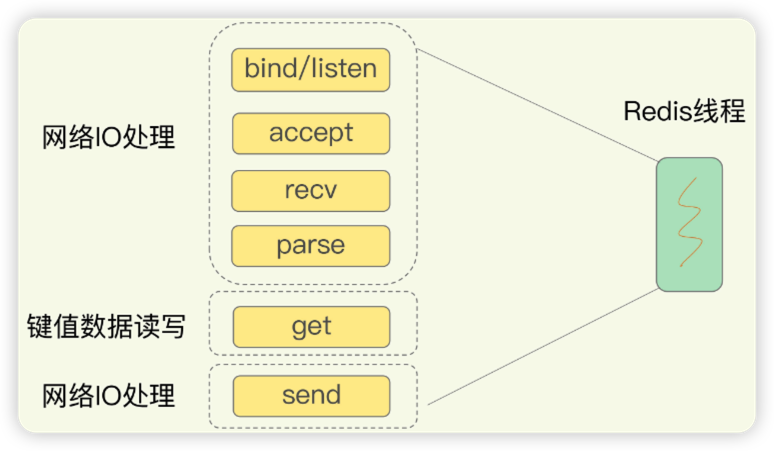 bind/listen
Redis线程
网络IO处理
accept
recv
parse
键值数据读写
get
网络IO处理
send